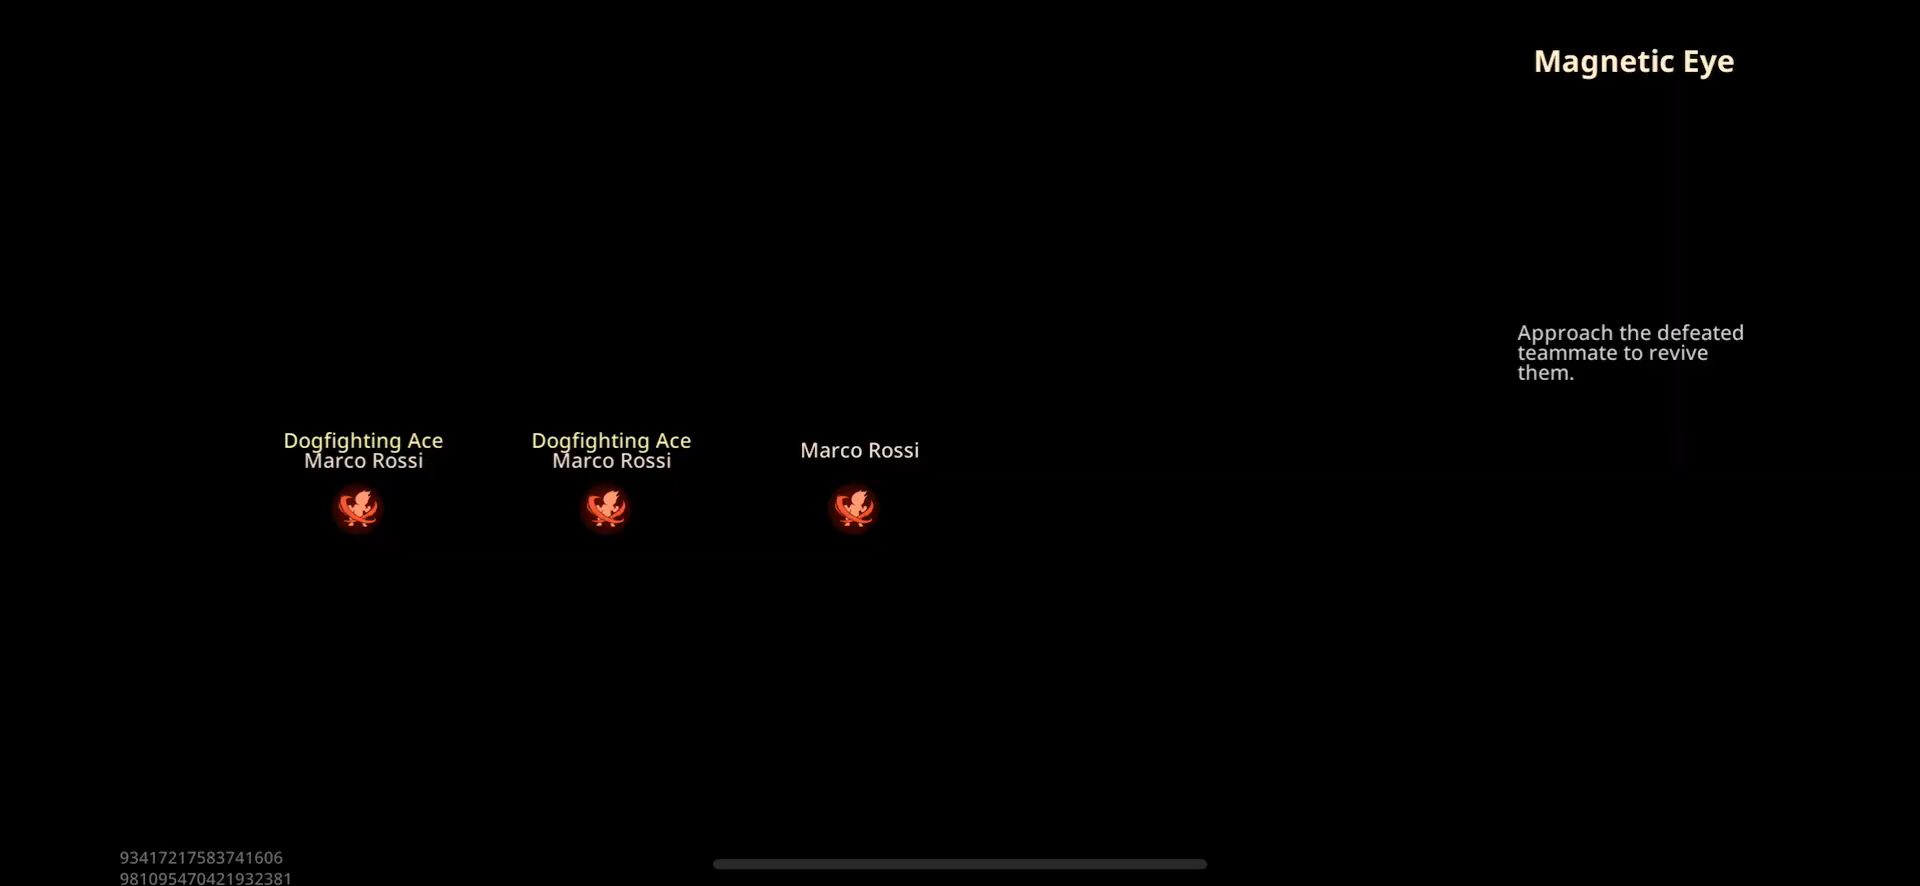 Magnetic Eye
Approach the defeated
teammate to revive
them.
Dogfighting Ace
Marco Rossi
Dogfighting Ace
Marco Rossi
Marco Rossi
93417217583741606
981095470421932381